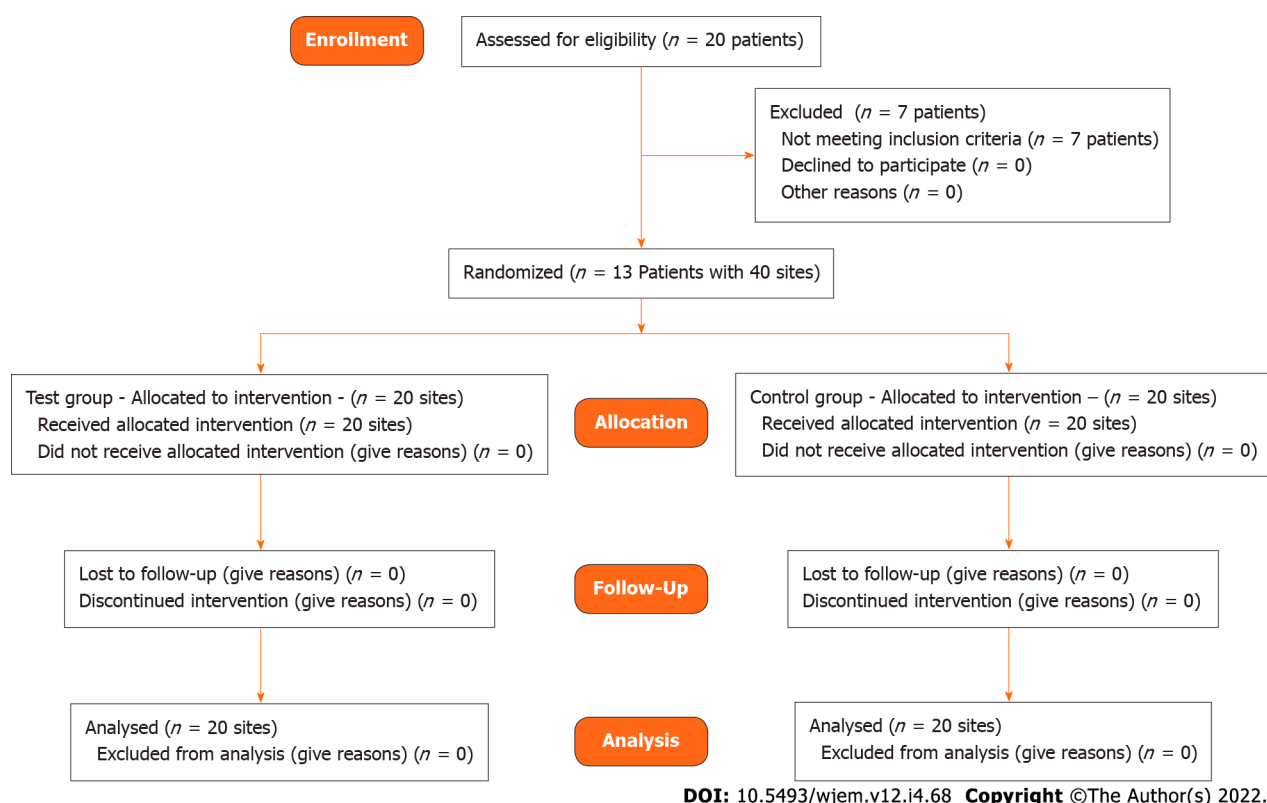 Enrollment
Assessed for eligibility (n = 20 patients)
Excluded (n = 7 patients)
Not meeting inclusion criteria (n = 7 patients)
Declined to participate (n = 0)
Other reasons (n = 0)
Randomized (n = 13 Patients with 40 sites)
Test group - Allocated to intervention - (n = 20 sites)
Received allocated intervention (n = 20 sites)
Did not receive allocated intervention (give reasons) (n = 0)
Allocation
Control group - Allocated to intervention – (n = 20 sites)
Received allocated intervention (n = 20 sites)
Did not receive allocated intervention (give reasons) (n = 0)
Lost to follow-up (give reasons) (n = 0)
Discontinued intervention (give reasons) (n = 0)
Follow-Up
Lost to follow-up (give reasons) (n = 0)
Discontinued intervention (give reasons) (n = 0)
Analysed (n = 20 sites)
Excluded from analysis (give reasons) (n = 0)
Analysis
Analysed (n = 20 sites)
Excluded from analysis (give reasons) (n = 0)
DOI: 10.5493/wjem.v12.i4.68 Copyright ©The Author(s) 2022.